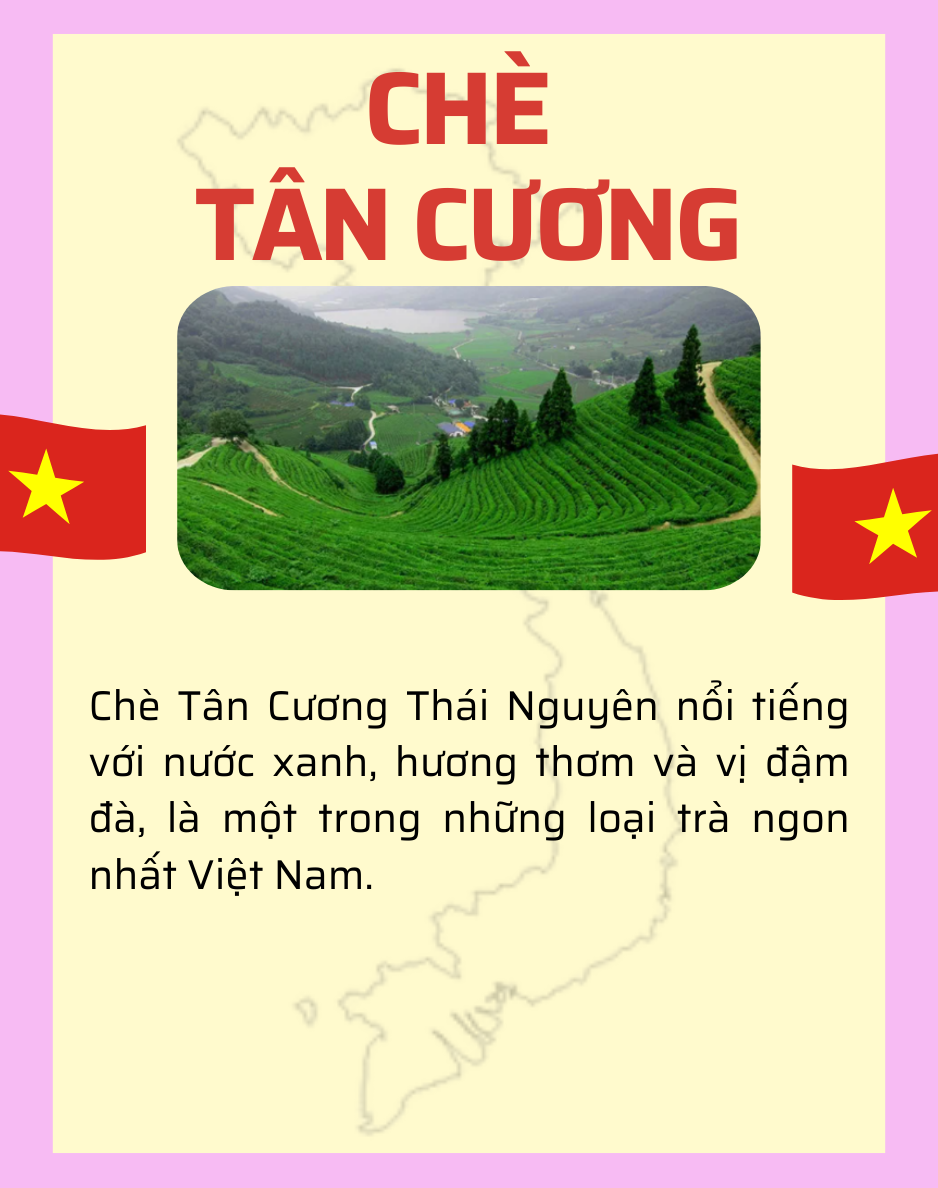 CHÈ
TÂN CƯƠNG
Chè Tân Cương Thái Nguyên nổi tiếng
với nước xanh, hương thơm và vị đậm
đà, là một trong những loại trà ngon
nhất Việt Nam.